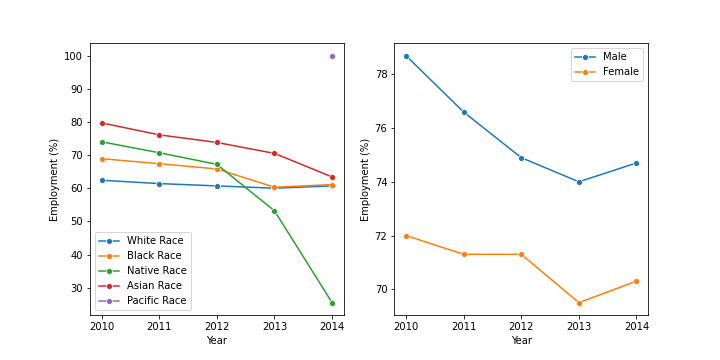 100
90
80
70
60
50
40
30
Employment (%)
2010 2011 2012 2013 2014
Year
White Race
Black Race
Native Race
Asian Race
Pacific Race
78
76
74
72
70
Employment (%)
2010 2011 2012 2013 2014
Year
Male
Female